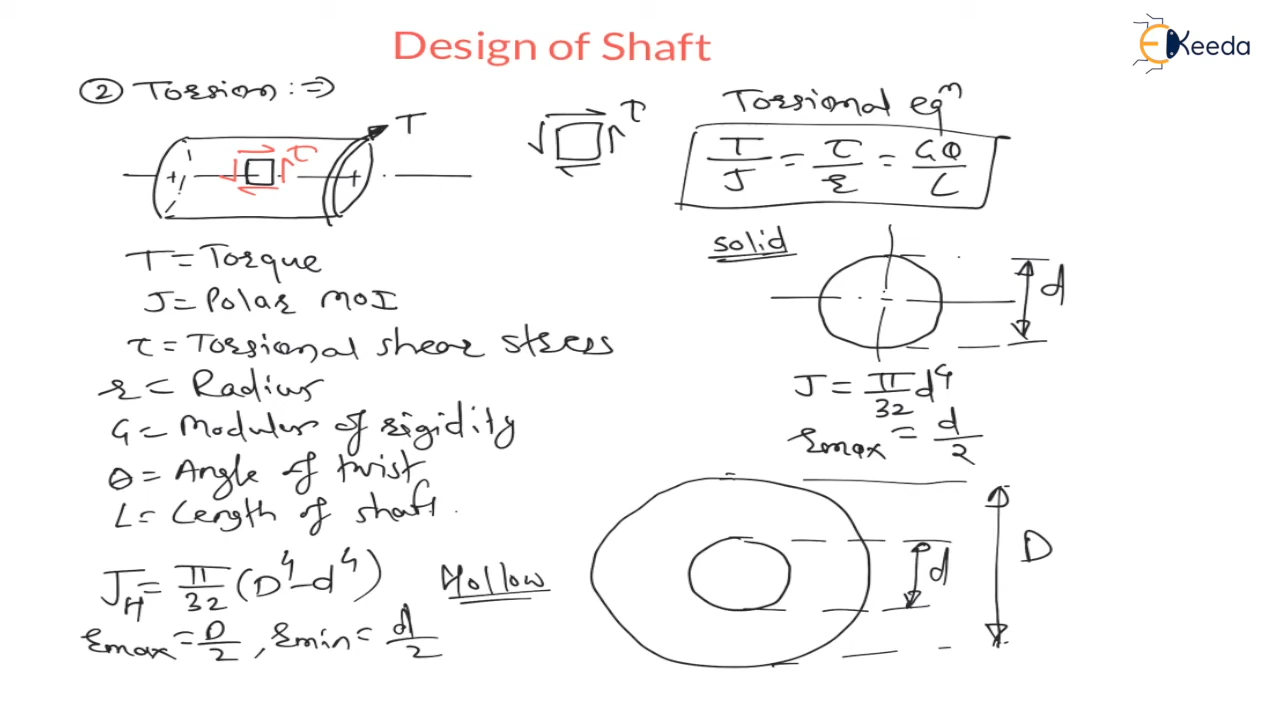 Design of Shaft
EKeeda
② Torsion :⇒
T
τ
τ
Torsional eqⁿ
T/J = τ/r = Gθ/L
T = Torque
J = Polar MOI
τ = Torsional shear stress
r = Radius
G = Modulus of rigidity
θ = Angle of twist
L = Length of shaft.
solid
d
J = π/32 d⁴
rmax = d/2
J_H = π/32 (D⁴-d⁴)
Hollow
rmax = D/2, rmin = d/2
d
D